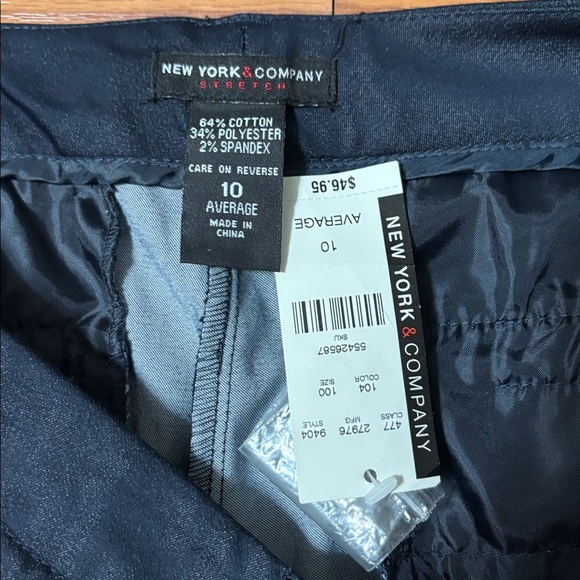 NEW YORK & COMPANY
STRETCH
64% COTTON
34% POLYESTER
2% SPANDEX
CARE ON REVERSE
10
AVERAGE
MADE IN
CHINA
$46.95
NEW YORK & COMPANY
10 AVERAGE
55426587
SKU
104 100
COLOR SIZE
477 27976 9404
CLASS MFG STYLE